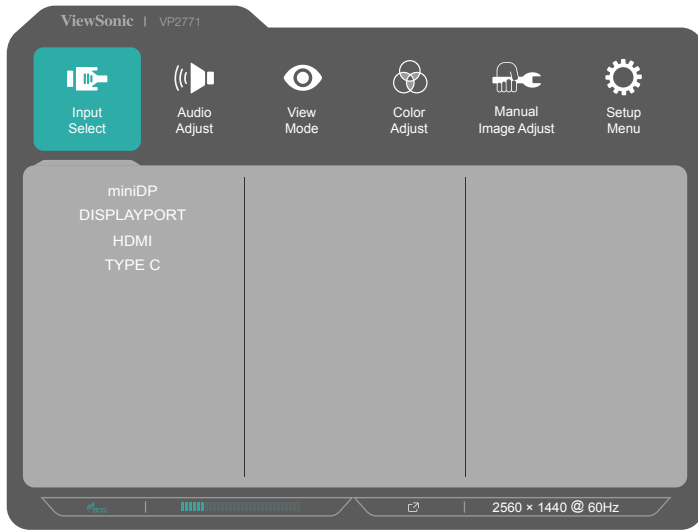 ViewSonic | VP2771
Input Select
Audio Adjust
View Mode
Color Adjust
Manual Image Adjust
Setup Menu
miniDP
DISPLAYPORT
HDMI
TYPE C
eco
2560 × 1440 @ 60Hz